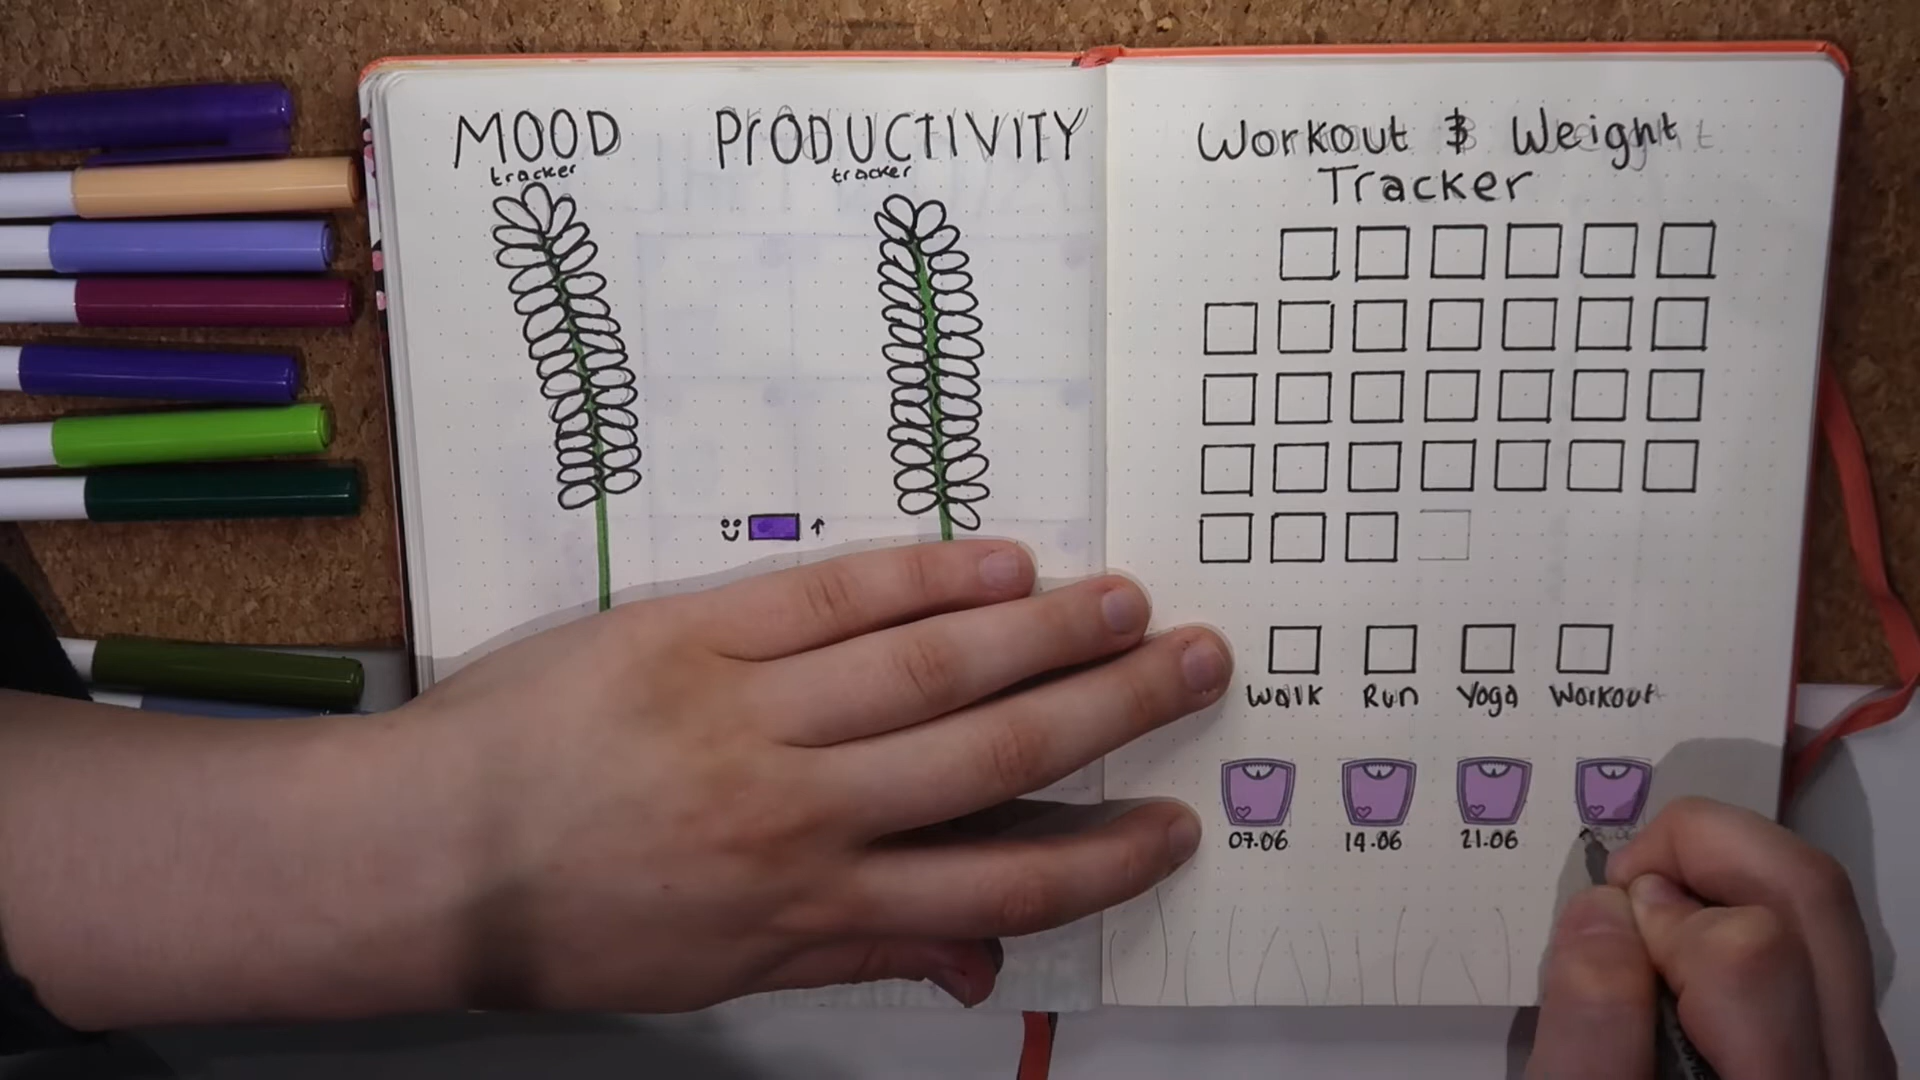 MOOD
tracker
PRODUCTIVITY
tracker
Workout & Weight
Tracker
Walk Run Yoga Workout
07.06 14.06 21.06